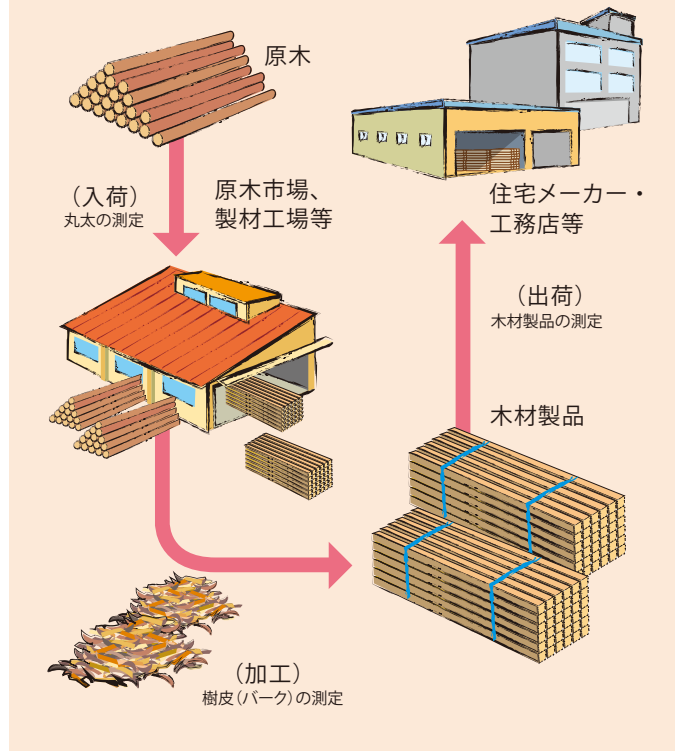 原木
(入荷)
丸太の測定
原木市場、
製材工場等
住宅メーカー・
工務店等
(出荷)
木材製品の測定
木材製品
(加工)
樹皮(バーク)の測定